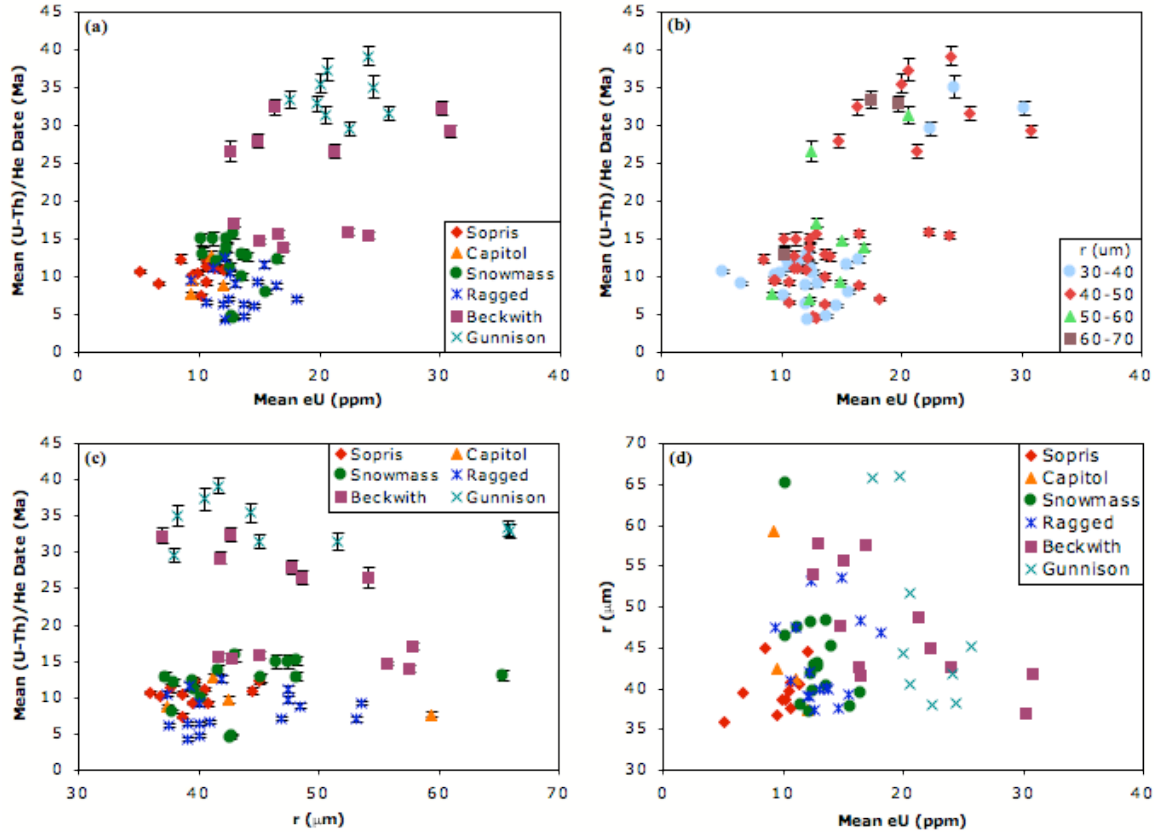 (a)
Mean (U-Th)/He Date (Ma)
45
40
35
30
25
20
15
10
5
0
0 10 20 30 40
Mean eU (ppm)
Sopris
Capitol
Snowmass
Ragged
Beckwith
Gunnison
(b)
Mean (U-Th)/He Date (Ma)
45
40
35
30
25
20
15
10
5
0
0 10 20 30 40
Mean eU (ppm)
r (um)
30-40
40-50
50-60
60-70
(c)
Mean (U-Th)/He Date (Ma)
45
40
35
30
25
20
15
10
5
0
30 40 50 60 70
r (μm)
Sopris Capitol
Snowmass Ragged
Beckwith Gunnison
(d)
r (μm)
70
65
60
55
50
45
40
35
30
0 10 20 30 40
Mean eU (ppm)
Sopris
Capitol
Snowmass
Ragged
Beckwith
Gunnison